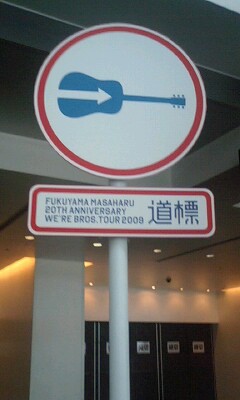 FUKUYAMA MASAHARU
20TH ANNIVERSARY
WE'RE BROS. TOUR 2009
道標